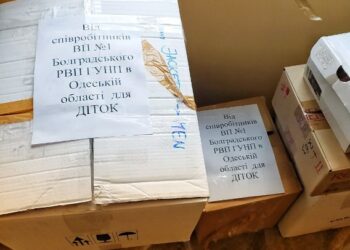 Від
співробітників
ВП №1
Болградського
РВП ГУНП в
Одеській
області для
ДІТОК
Від
співробітників
ВП №1
Болградського
РВП ГУНП в
Одеській
області для
ДІТОК